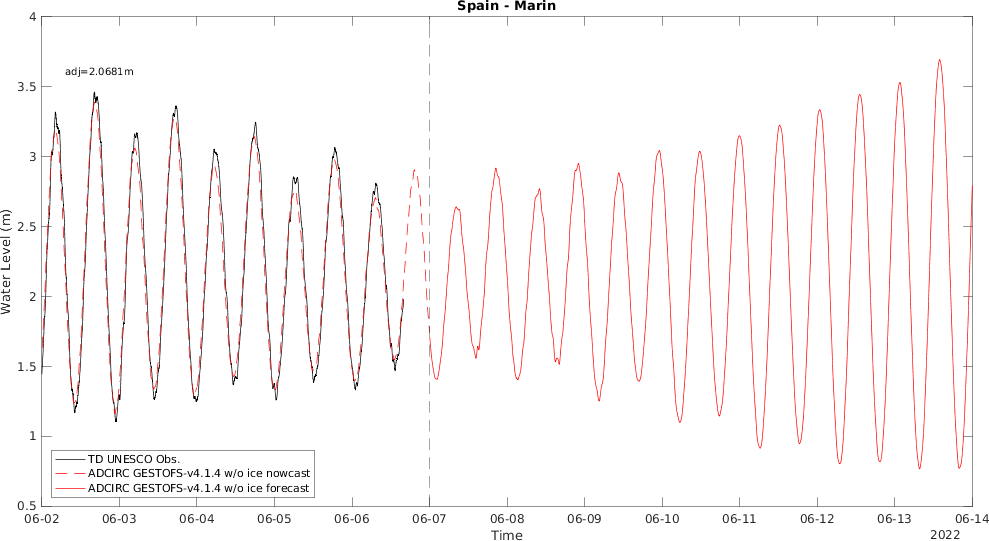 Spain - Marin
4
adj=2.0681m
3.5
3
2.5
2
1.5
1
0.5
Water Level (m)
TD UNESCO Obs.
ADCIRC GESTOFS-v4.1.4 w/o ice nowcast
ADCIRC GESTOFS-v4.1.4 w/o ice forecast
06-02 06-03 06-04 06-05 06-06 06-07 06-08 06-09 06-10 06-11 06-12 06-13 06-14
Time
2022